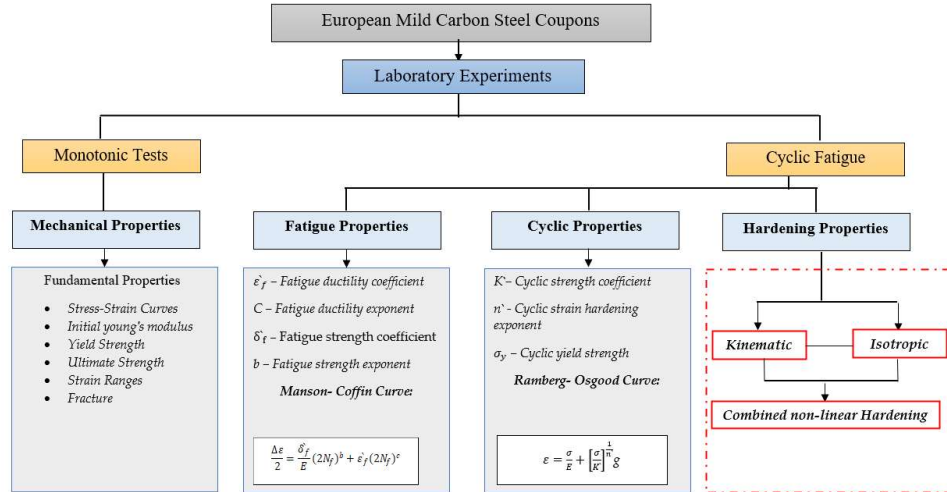 European Mild Carbon Steel Coupons
Laboratory Experiments
Monotonic Tests
Cyclic Fatigue
Mechanical Properties
Fatigue Properties
Cyclic Properties
Hardening Properties
Fundamental Properties
• Stress-Strain Curves
• Initial young's modulus
• Yield Strength
• Ultimate Strength
• Strain Ranges
• Fracture
ε`f – Fatigue ductility coefficient
C – Fatigue ductility exponent
δ`f – Fatigue strength coefficient
b – Fatigue strength exponent
Manson- Coffin Curve:
Δε/2 = δ`f/E (2Nf)^b + ε`f (2Nf)^c
K`– Cyclic strength coefficient
n` – Cyclic strain hardening
exponent
σy – Cyclic yield strength
Ramberg- Osgood Curve:
ε = σ/E + [σ/K`]^(1/n`) g
Kinematic
Isotropic
Combined non-linear Hardening